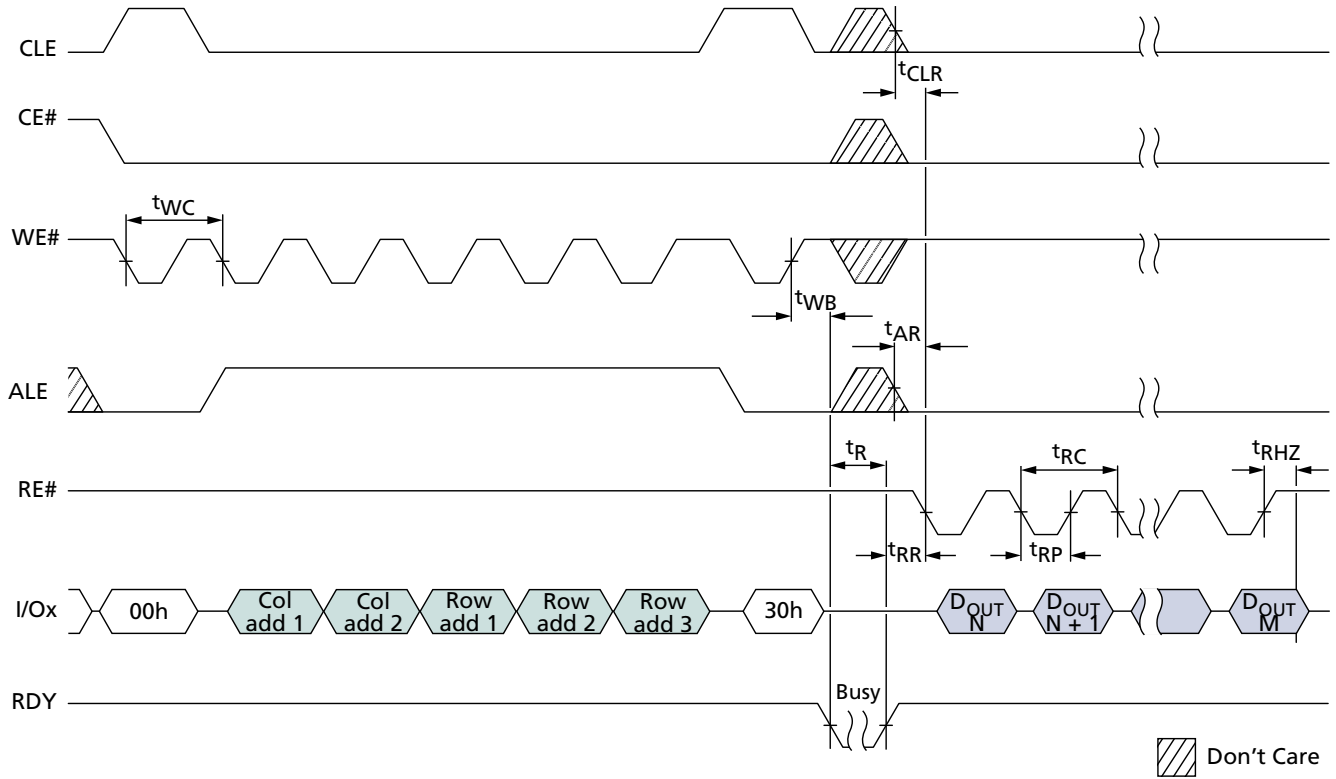 CLE
tCLR
CE#
tWC
WE#
tWB
tAR
ALE
tR
tRC
tRHZ
RE#
tRR
tRP
I/Ox
00h
Col
add 1
Col
add 2
Row
add 1
Row
add 2
Row
add 3
30h
DOUT
N
DOUT
N + 1
DOUT
M
RDY
Busy
Don't Care